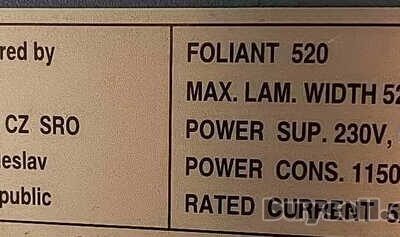 red by
CZ SRO
eslav
public
FOLIANT 520
MAX. LAM. WIDTH 52
POWER SUP. 230V,
POWER CONS. 1150
RATED CURRENT 5